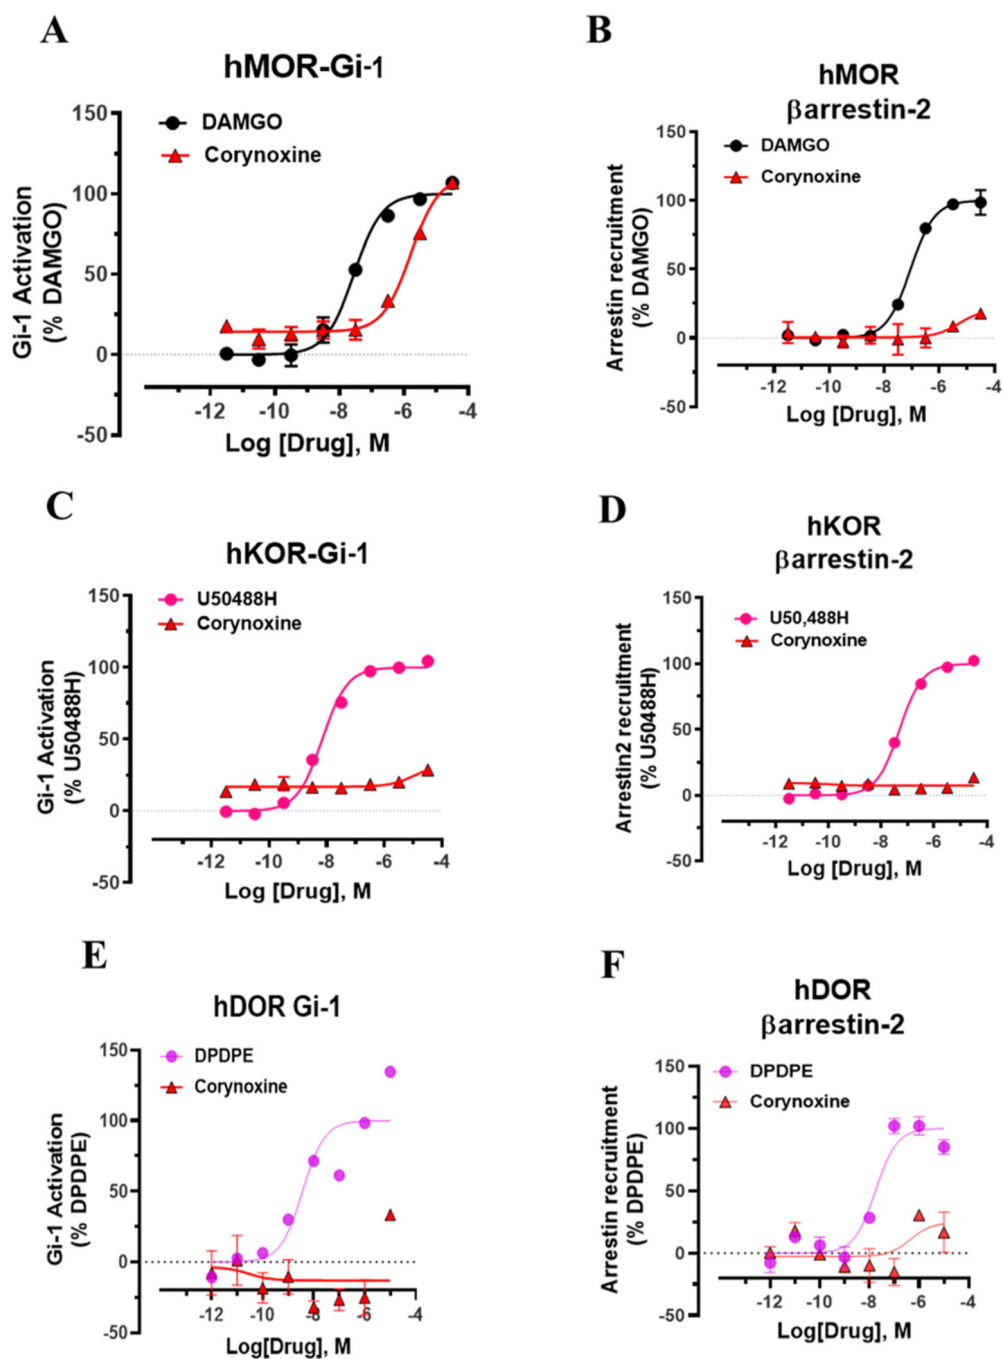 A
hMOR-Gi-1
DAMGO
Corynoxine
150
100
50
0
-50
-12
-10
-8
-6
-4
Gi-1 Activation
(% DAMGO)
Log [Drug], M
B
hMOR
βarrestin-2
DAMGO
Corynoxine
150
100
50
0
-50
-12
-10
-8
-6
-4
Arrestin recruitment
(% DAMGO)
Log [Drug], M
C
hKOR-Gi-1
U50488H
Corynoxine
150
100
50
0
-50
-12
-10
-8
-6
-4
Gi-1 Activation
(% U50488H)
Log [Drug], M
D
hKOR
βarrestin-2
U50,488H
Corynoxine
150
100
50
0
-50
-12
-10
-8
-6
-4
Arrestin2 recruitment
(% U50488H)
Log [Drug], M
E
hDOR Gi-1
DPDPE
Corynoxine
150
100
50
0
-50
-12
-10
-8
-6
-4
Gi-1 Activation
(% DPDPE)
Log[Drug], M
F
hDOR
βarrestin-2
DPDPE
Corynoxine
150
100
50
0
-50
-12
-10
-8
-6
-4
Arrestin recruitment
(% DPDPE)
Log[Drug], M